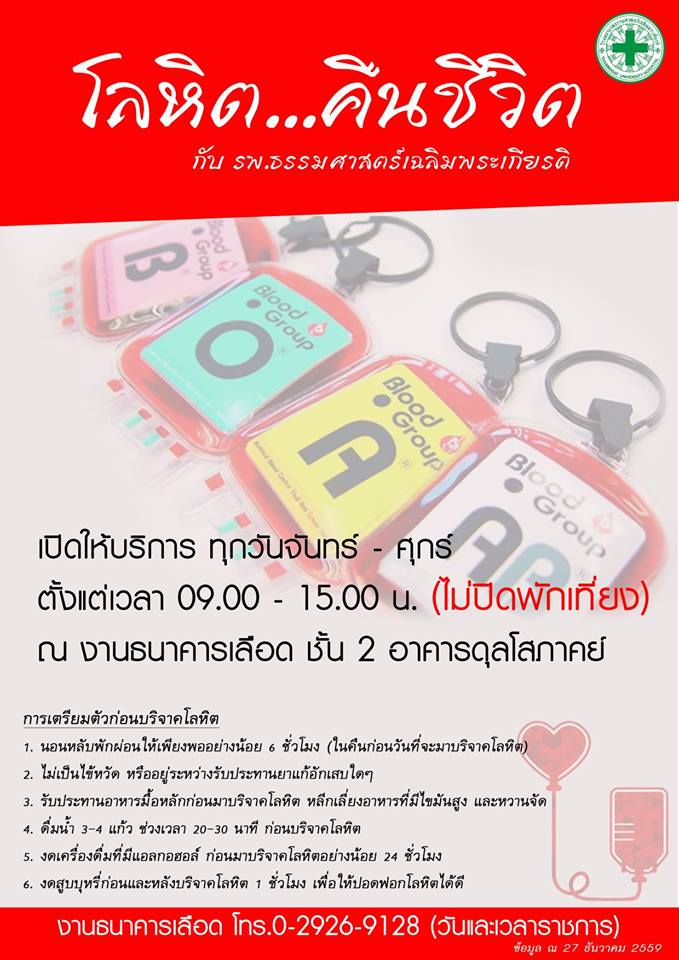 โลหิต...คืนชีวิต
กับ รพ.ธรรมศาสตร์เฉลิมพระเกียรติ
B
Blood Group
O
Blood Group
A
Blood Group
AB
Blood Group
เปิดให้บริการ ทุกวันจันทร์ - ศุกร์
ตั้งแต่เวลา 09.00 - 15.00 น. (ไม่ปิดพักเที่ยง)
ณ งานธนาคารเลือด ชั้น 2 อาคารดุลโสภาคย์
การเตรียมตัวก่อนบริจาคโลหิต
1. นอนหลับพักผ่อนให้เพียงพออย่างน้อย 6 ชั่วโมง (ในคืนก่อนวันที่จะมาบริจาคโลหิต)
2. ไม่เป็นไข้หวัด หรืออยู่ระหว่างรับประทานยาแก้อักเสบใดๆ
3. รับประทานอาหารมื้อหลักก่อนมาบริจาคโลหิต หลีกเลี่ยงอาหารที่มีไขมันสูง และหวานจัด
4. ดื่มน้ำ 3-4 แก้ว ช่วงเวลา 20-30 นาที ก่อนบริจาคโลหิต
5. งดเครื่องดื่มที่มีแอลกอฮอล์ ก่อนมาบริจาคโลหิตอย่างน้อย 24 ชั่วโมง
6. งดสูบบุหรี่ก่อนและหลังบริจาคโลหิต 1 ชั่วโมง เพื่อให้ปอดฟอกโลหิตได้ดี
งานธนาคารเลือด โทร.0-2926-9128 (วันและเวลาราชการ)
ข้อมูล ณ 27 ธันวาคม 2559